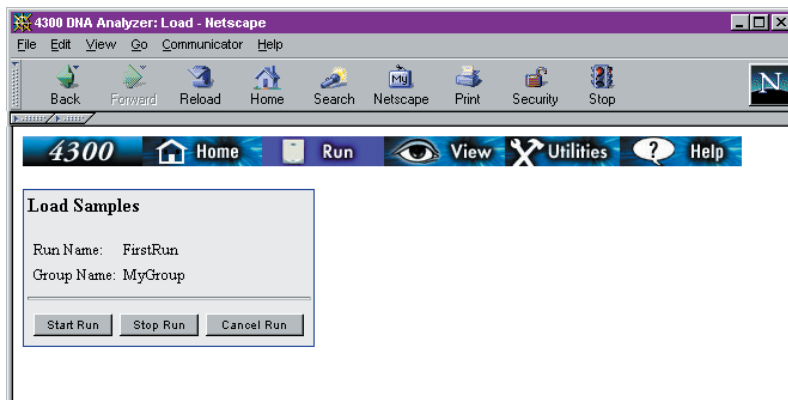 4300 DNA Analyzer: Load - Netscape
File Edit View Go Communicator Help
My
N
Back Forward Reload Home Search Netscape Print Security Stop
4300 Home Run View Utilities ? Help
Load Samples
Run Name: FirstRun
Group Name: MyGroup
Start Run Stop Run Cancel Run